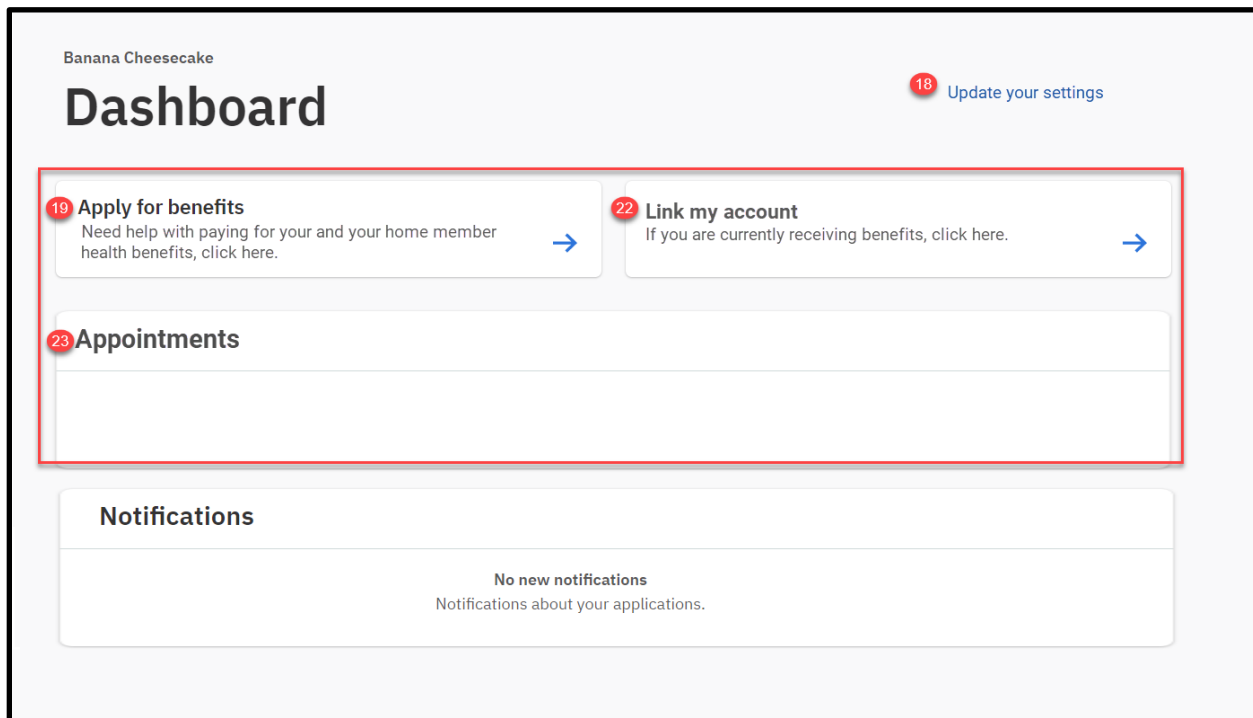 Banana Cheesecake
Dashboard
18 Update your settings
19 Apply for benefits
Need help with paying for your and your home member
health benefits, click here.
22 Link my account
If you are currently receiving benefits, click here.
23 Appointments
Notifications
No new notifications
Notifications about your applications.